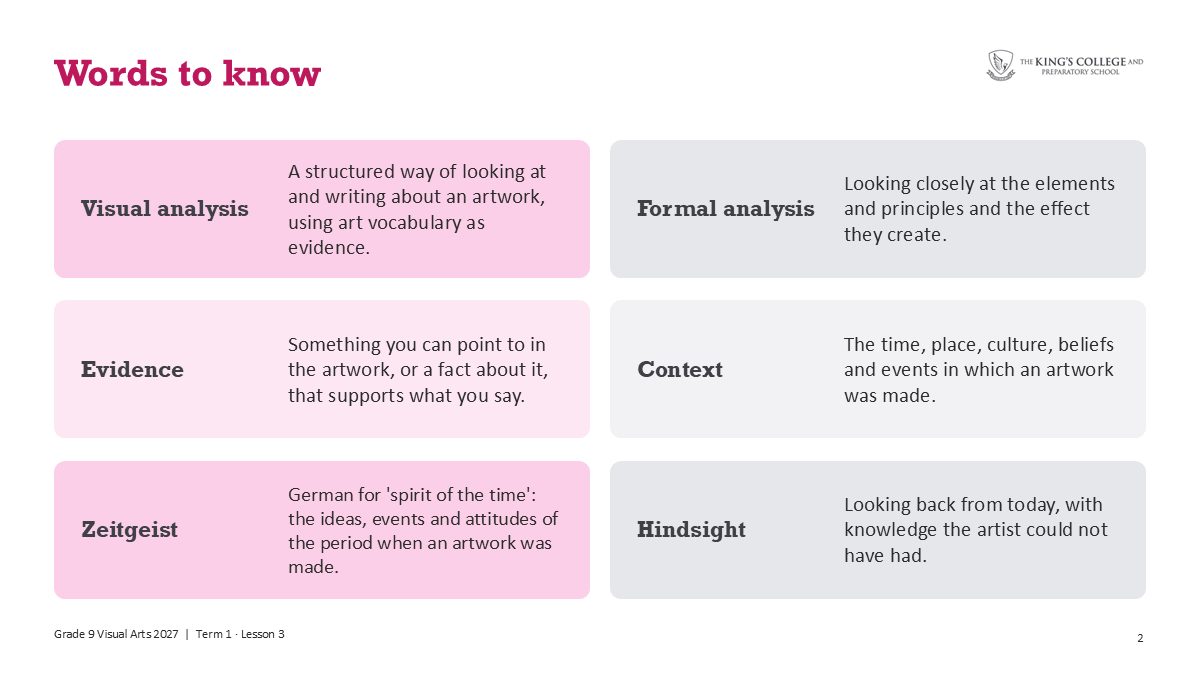 Words to know
THE KING'S COLLEGE AND
PREPARATORY SCHOOL
Visual analysis
A structured way of looking at
and writing about an artwork,
using art vocabulary as
evidence.
Formal analysis
Looking closely at the elements
and principles and the effect
they create.
Evidence
Something you can point to in
the artwork, or a fact about it,
that supports what you say.
Context
The time, place, culture, beliefs
and events in which an artwork
was made.
Zeitgeist
German for 'spirit of the time':
the ideas, events and attitudes of
the period when an artwork was
made.
Hindsight
Looking back from today, with
knowledge the artist could not
have had.
Grade 9 Visual Arts 2027 | Term 1 · Lesson 3
2